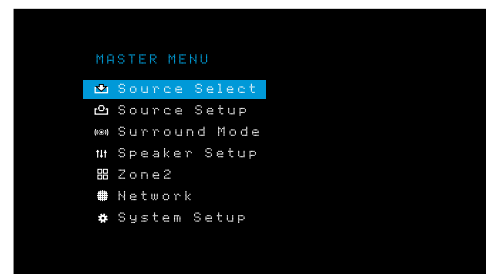 MASTER MENU
Source Select
Source Setup
Surround Mode
Speaker Setup
Zone2
Network
System Setup